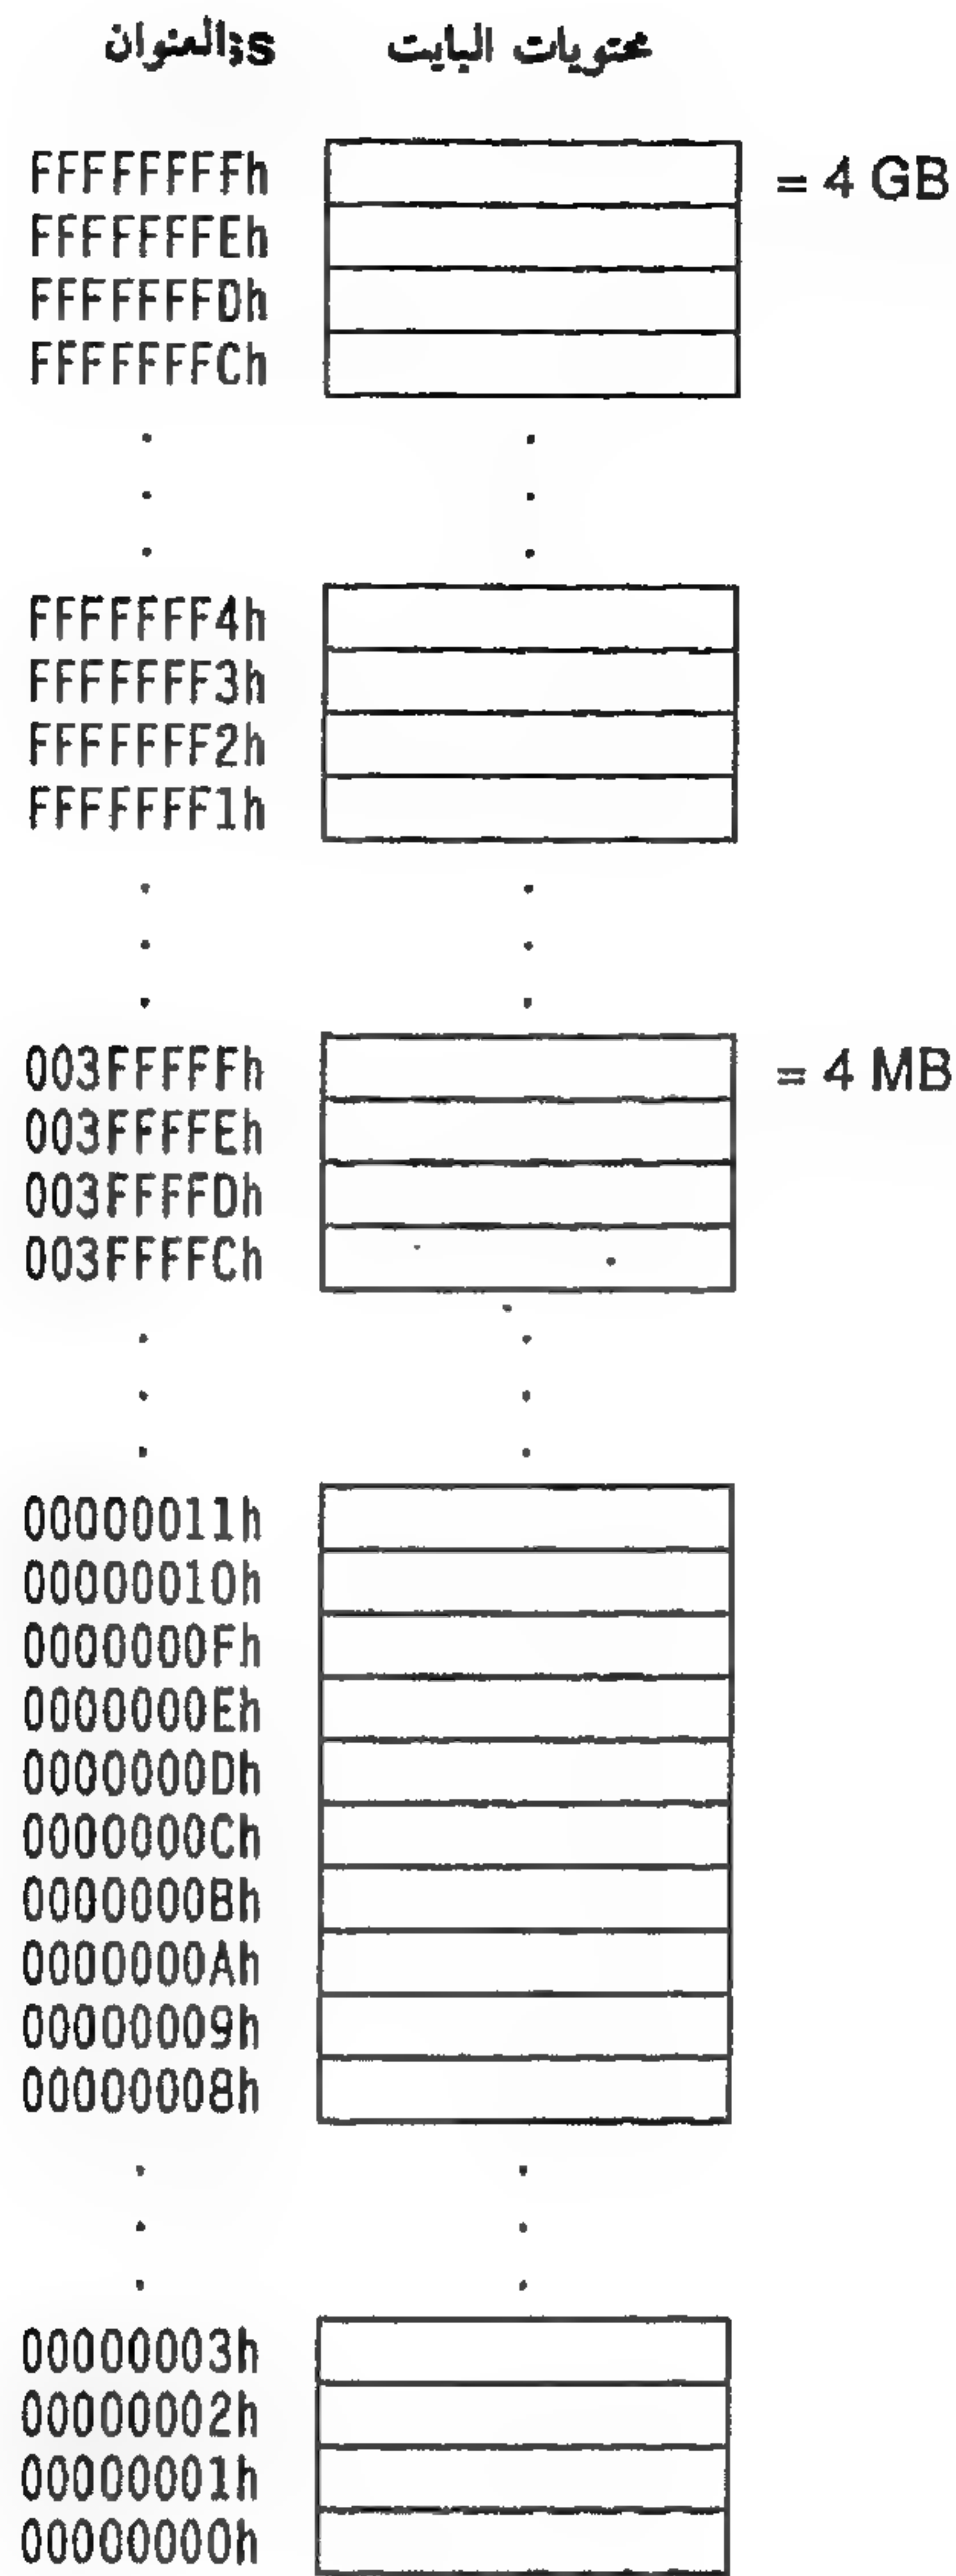 العنوان;s محتويات البايت
FFFFFFFFh = 4 GB
FFFFFFFEh
FFFFFFFDh
FFFFFFFCh
FFFFFFF4h
FFFFFFF3h
FFFFFFF2h
FFFFFFF1h
003FFFFFh = 4 MB
003FFFFEh
003FFFFDh
003FFFFCh
00000011h
00000010h
0000000Fh
0000000Eh
0000000Dh
0000000Ch
0000000Bh
0000000Ah
00000009h
00000008h
00000003h
00000002h
00000001h
00000000h